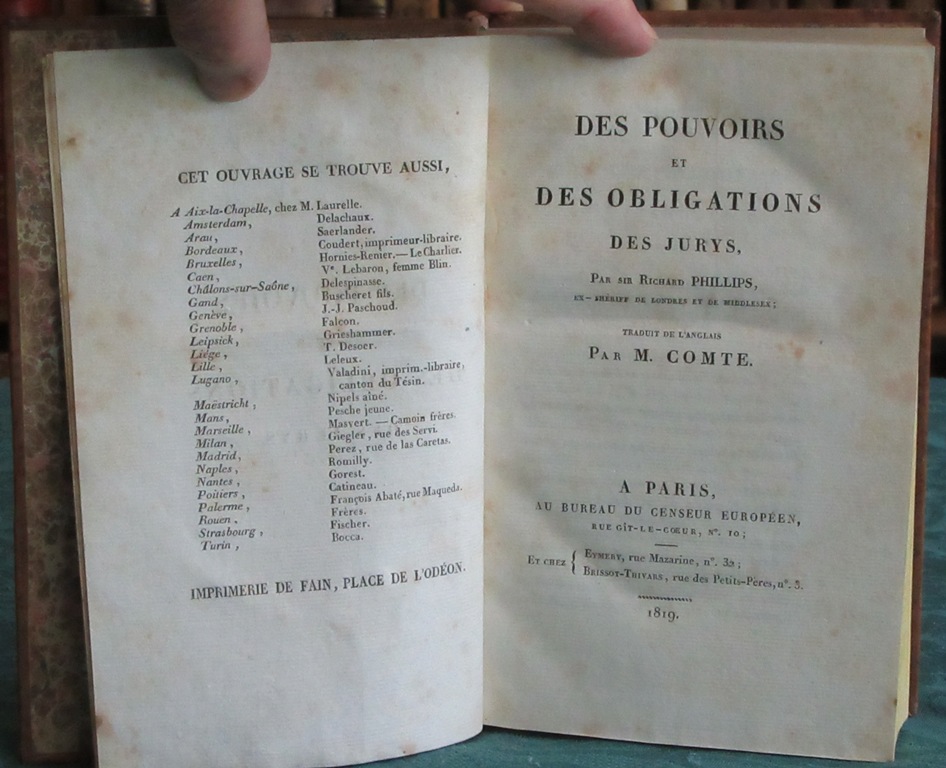 CET OUVRAGE SE TROUVE AUSSI,
A Aix-la-Chapelle, chez M. Laurelle.
Amsterdam, Delachaux.
Arau, Saerlander.
Bordeaux, Coudert, imprimeur-libraire.
Bruxelles, Hornies-Remer.— Le Charlier.
Caen, Ve. Lebaron, femme Blin.
Châlons-sur-Saône, Delespinasse.
Gand, Buscheret fils.
Genève, J.-J. Paschoud.
Grenoble, Falcon.
Leipsick, Grieshammer.
Liége, T. Desoer.
Lille, Leleux.
Lugano, Valadini, imprim.-libraire,
canton du Tésin.
Maëstricht, Nipels aîné.
Mans, Pesche jeune.
Marseille, Masvert. — Camoin frères.
Milan, Giegler, rue des Servi.
Madrid, Perez, rue de las Caretas.
Naples, Romilly.
Nantes, Gorest.
Poitiers, Catineau.
Palerme, François Abaté, rue Maqueda.
Rouen, Frères.
Strasbourg, Fischer.
Turin, Bocca.
IMPRIMERIE DE FAIN, PLACE DE L'ODÉON.
DES POUVOIRS
ET
DES OBLIGATIONS
DES JURYS,
PAR SIR RICHARD PHILLIPS,
EX-SHÉRIFF DE LONDRES ET DE MIDDLESEX;
TRADUIT DE L'ANGLAIS
PAR M. COMTE.
A PARIS,
AU BUREAU DU CENSEUR EUROPÉEN,
RUE GÎT-LE-CŒUR, N°. 10;
ET CHEZ { EYMERY, rue Mazarine, n°. 30;
BRISSOT-THIVARS, rue des Petits-Pères, n°. 3.
1819.